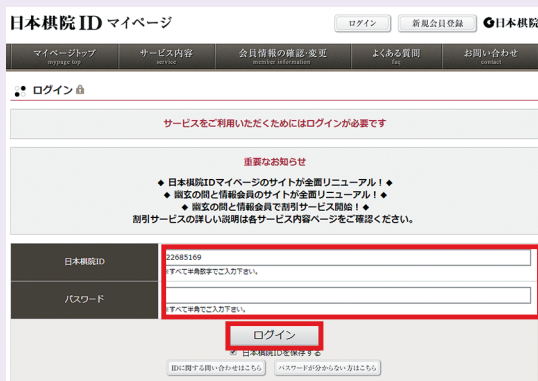 日本棋院 ID マイページ
ログイン 新規会員登録 日本棋院
マイページトップ サービス内容 会員情報の確認・変更 よくある質問 お問い合わせ
mypage top service member information faq contact
ログイン
サービスをご利用いただくためにはログインが必要です
重要なお知らせ
◆ 日本棋院IDマイページのサイトが全面リニューアル！◆
◆ 幽玄の間と情報会員のサイトが全面リニューアル！◆
◆ 幽玄の間と情報会員で割引サービス開始！◆
割引サービスの詳しい説明は各サービス内容ページをご確認ください。
日本棋院ID
22685169
※すべて半角数字でご入力下さい。
パスワード
※すべて半角でご入力下さい。
ログイン
日本棋院IDを保存する
IDに関する問い合わせはこちら パスワードが分からない方はこちら